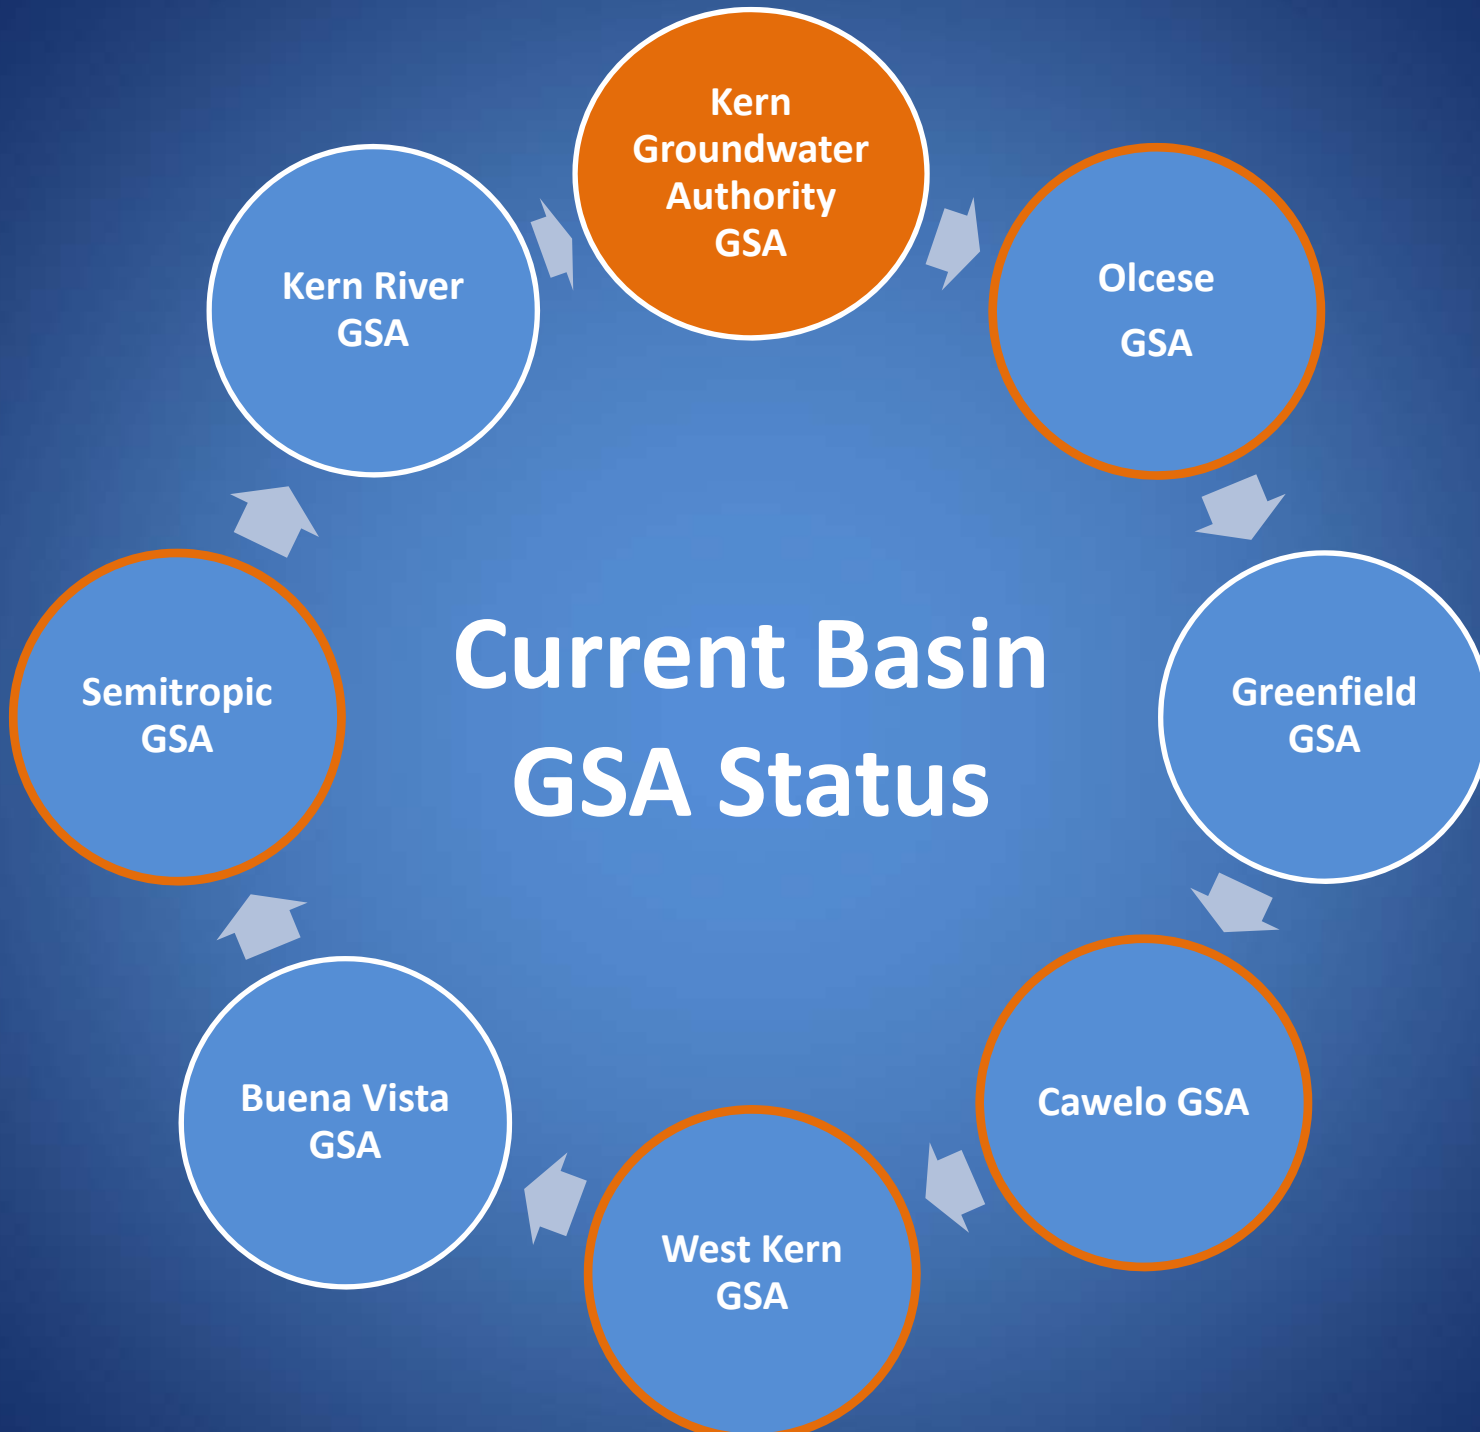 Kern
Groundwater
Authority
GSA
Olcese
GSA
Greenfield
GSA
Cawelo GSA
West Kern
GSA
Buena Vista
GSA
Semitropic
GSA
Kern River
GSA
Current Basin
GSA Status